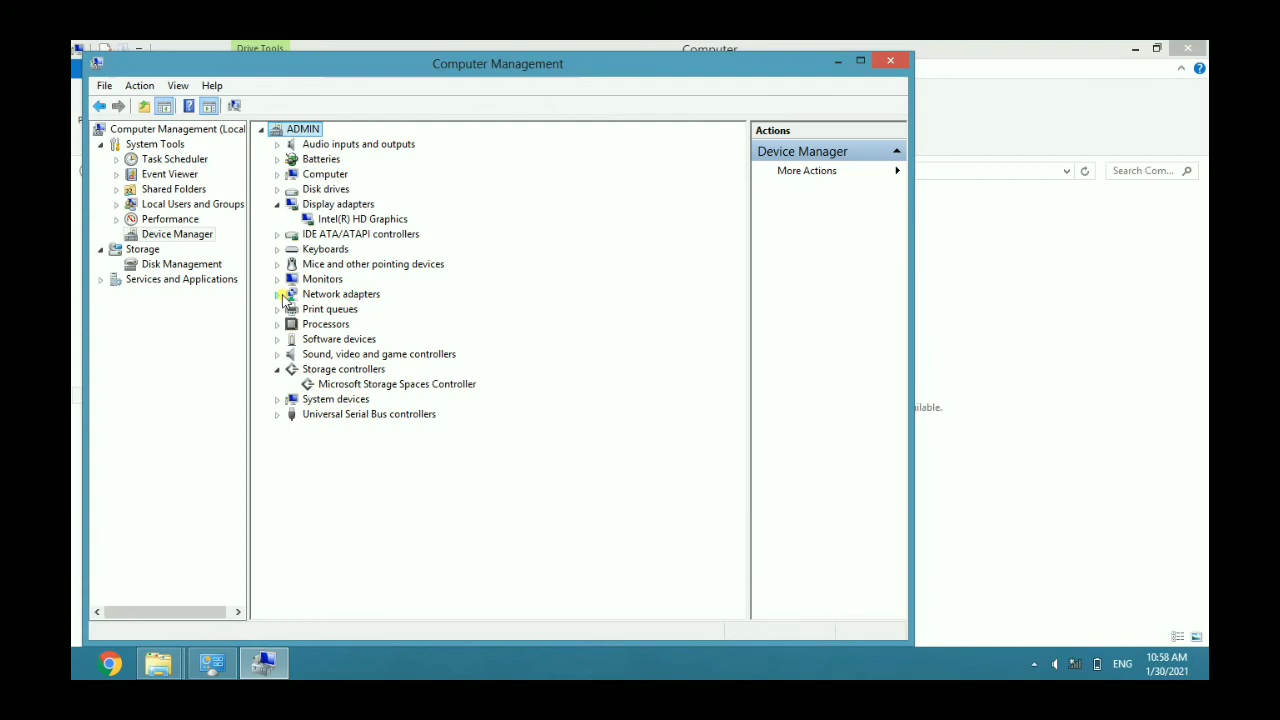 Drive Tools
Computer
Computer Management
File Action View Help
Computer Management (Local
System Tools
Task Scheduler
Event Viewer
Shared Folders
Local Users and Groups
Performance
Device Manager
Storage
Disk Management
Services and Applications
ADMIN
Audio inputs and outputs
Batteries
Computer
Disk drives
Display adapters
Intel(R) HD Graphics
IDE ATA/ATAPI controllers
Keyboards
Mice and other pointing devices
Monitors
Network adapters
Print queues
Processors
Software devices
Sound, video and game controllers
Storage controllers
Microsoft Storage Spaces Controller
System devices
Universal Serial Bus controllers
Actions
Device Manager
More Actions
Search Com...
ilable.
ENG
10:58 AM
1/30/2021